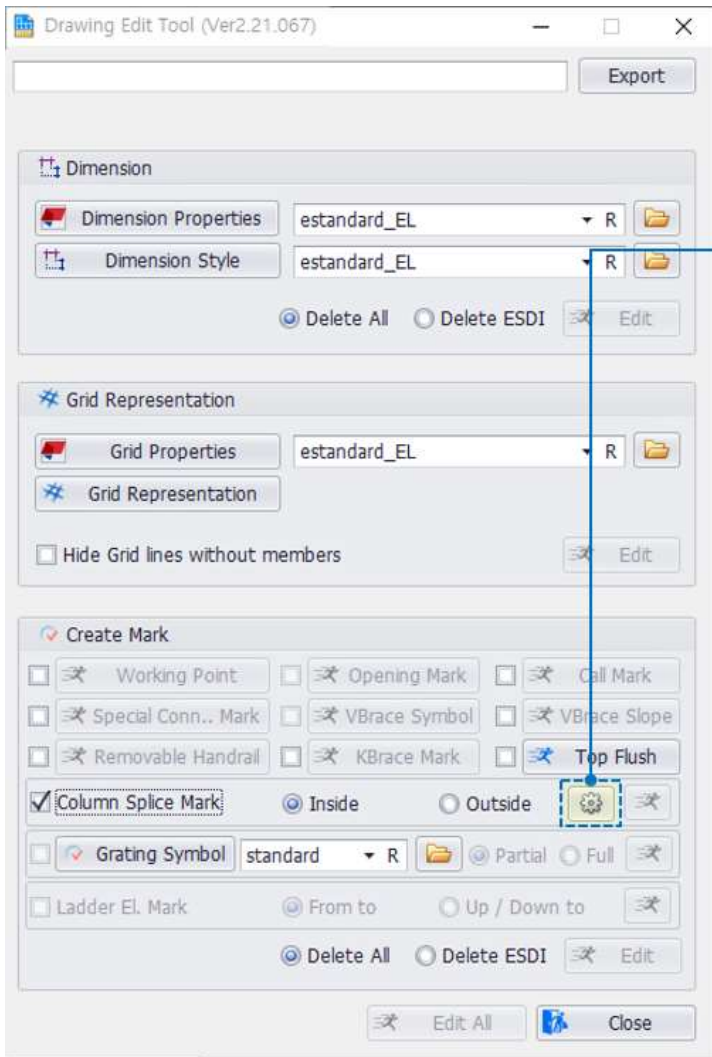 Drawing Edit Tool (Ver2.21.067)
Export
Dimension
Dimension Properties estandard_EL R
Dimension Style estandard_EL R
Delete All Delete ESDI Edit
Grid Representation
Grid Properties estandard_EL R
Grid Representation
Hide Grid lines without members Edit
Create Mark
Working Point Opening Mark Call Mark
Special Conn.. Mark VBrace Symbol VBrace Slope
Removable Handrail KBrace Mark Top Flush
Column Splice Mark Inside Outside
Grating Symbol standard R Partial Full
Ladder El. Mark From to Up / Down to
Delete All Delete ESDI Edit
Edit All Close